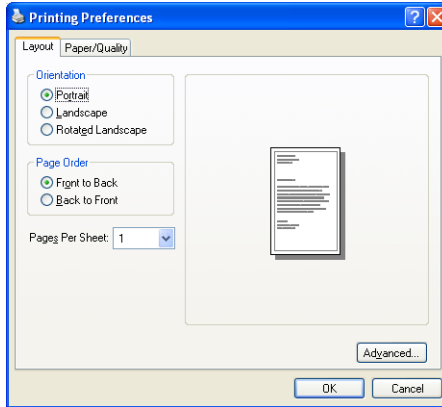 Printing Preferences
Layout
Paper/Quality
Orientation
Portrait
Landscape
Rotated Landscape
Page Order
Front to Back
Back to Front
Pages Per Sheet: 1
Advanced...
OK
Cancel